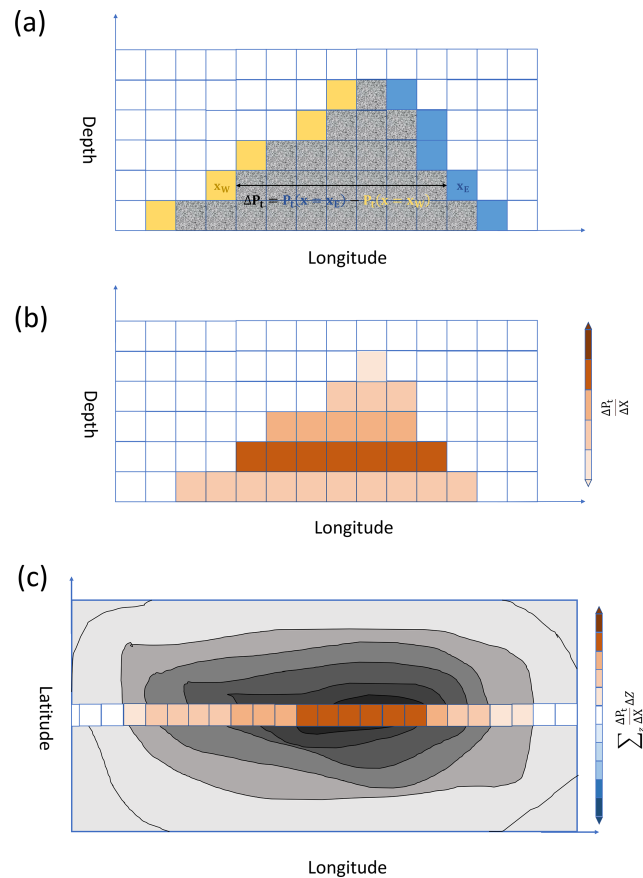 (a)
Depth
x_W
x_E
ΔP_t = P_t(x = x_E) − P_t(x = x_W)
Longitude
(b)
Depth
ΔP_t
ΔX
Longitude
(c)
Latitude
∑_z ΔP_t/ΔX ΔZ
Longitude